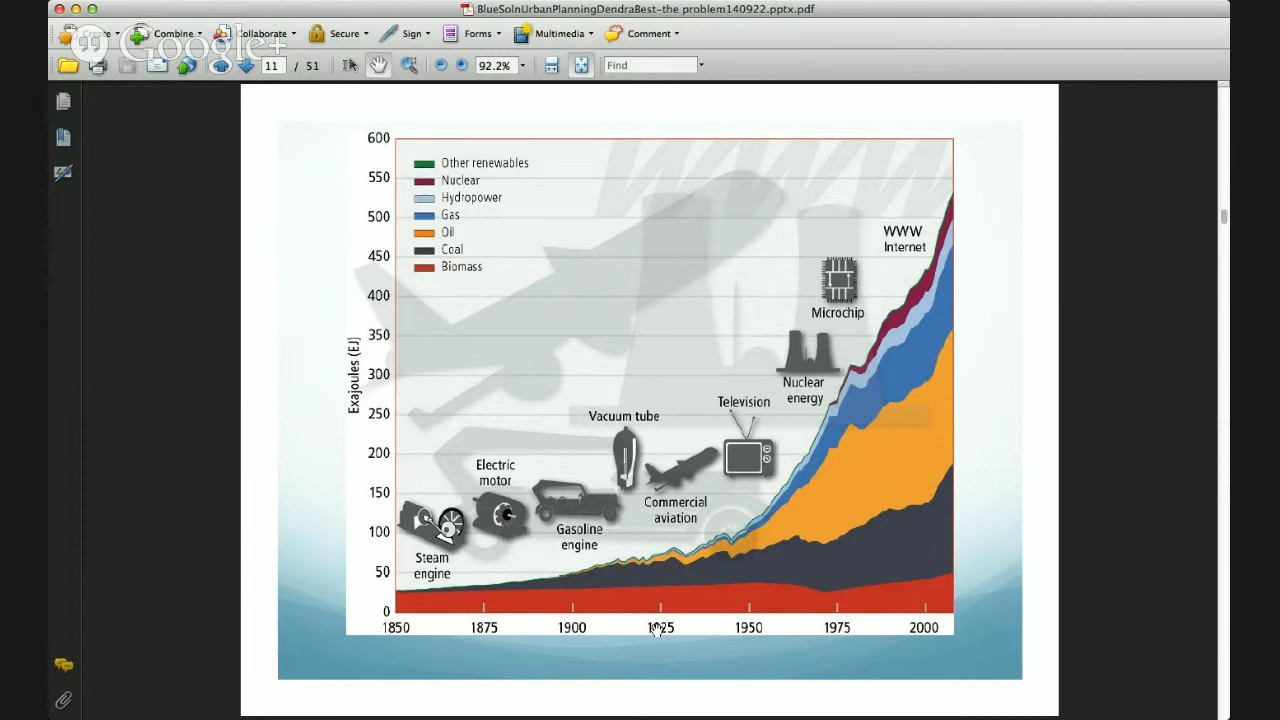 BlueSolnUrbanPlanningDendraBest-the problem140922.pptx.pdf
Create Combine Collaborate Secure Sign Forms Multimedia Comment
Google+
11 / 51 92.2% Find
600
550
500
450
400
350
300
250
200
150
100
50
0
Exajoules (EJ)
Other renewables
Nuclear
Hydropower
Gas
Oil
Coal
Biomass
WWW
Internet
Microchip
Nuclear
energy
Television
Vacuum tube
Commercial
aviation
Electric
motor
Gasoline
engine
Steam
engine
1850 1875 1900 1925 1950 1975 2000